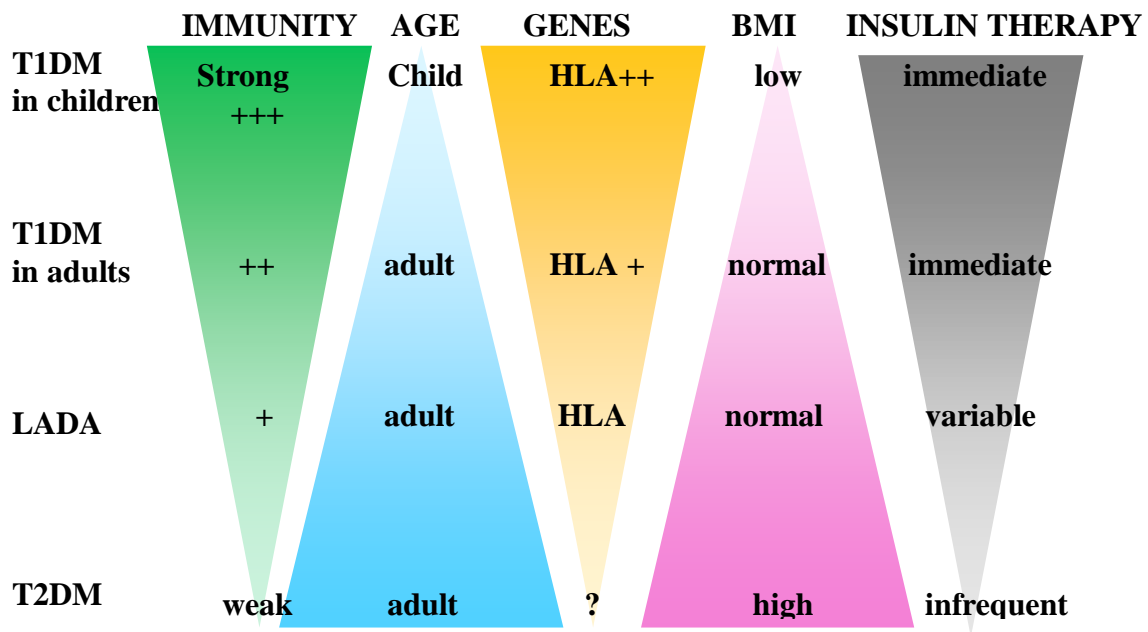 IMMUNITY AGE GENES BMI INSULIN THERAPY
T1DM Strong Child HLA++ low immediate
in children +++
T1DM
in adults ++ adult HLA + normal immediate
LADA + adult HLA normal variable
T2DM weak adult ? high infrequent